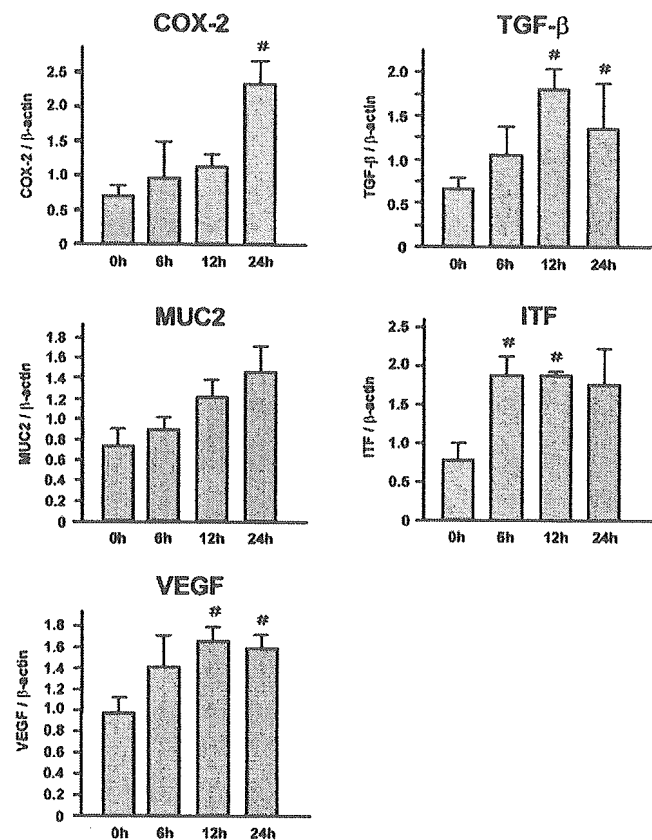 COX-2
#
2.5
2.0
1.5
1.0
0.5
0
COX-2 / β-actin
0h 6h 12h 24h
TGF-β
# #
2.0
1.5
1.0
0.5
0
TGF-β / β-actin
0h 6h 12h 24h
MUC2
1.8
1.6
1.4
1.2
1.0
0.8
0.6
0.4
0.2
0
MUC2 / β-actin
0h 6h 12h 24h
ITF
# #
2.5
2.0
1.5
1.0
0.5
0
ITF / β-actin
0h 6h 12h 24h
VEGF
# #
1.8
1.6
1.4
1.2
1.0
0.8
0.6
0.4
0.2
0
VEGF / β-actin
0h 6h 12h 24h